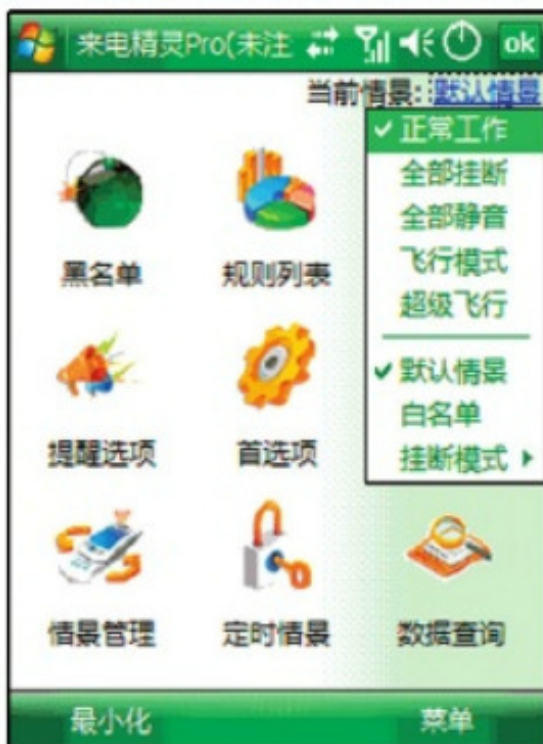 来电精灵Pro(未注
ok
当前情景: 默认情景
正常工作
全部挂断
全部静音
飞行模式
超级飞行
默认情景
白名单
挂断模式
黑名单
规则列表
提醒选项
首选项
情景管理
定时情景
数据查询
最小化
菜单